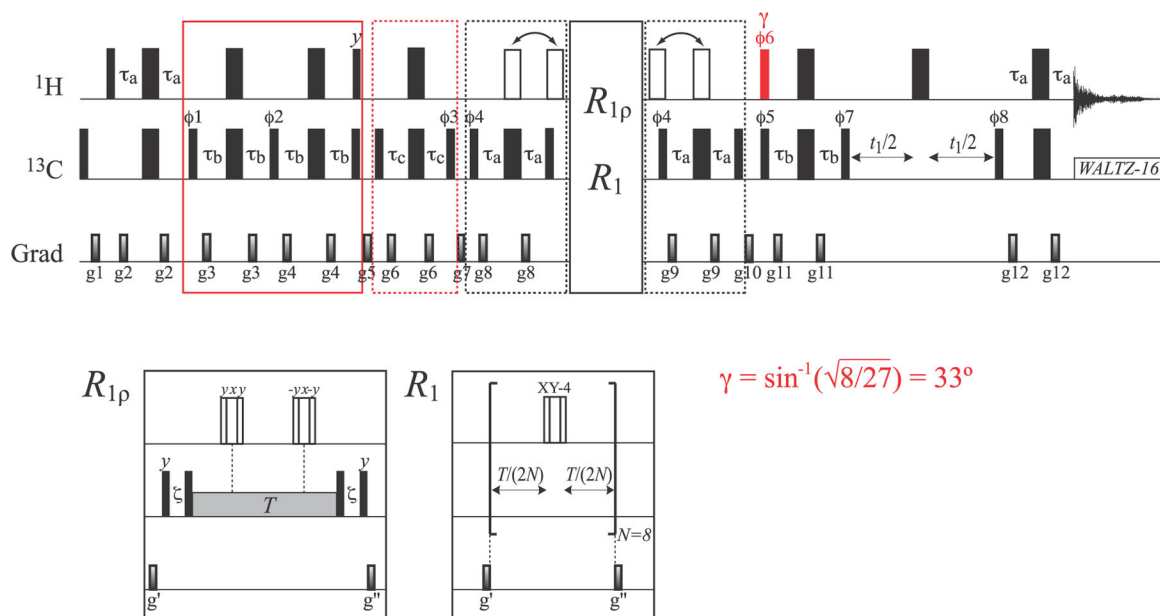 γ
y ϕ6
¹H τa τa
ϕ1 ϕ2 ϕ3 ϕ4 R1ρ ϕ4 ϕ5 ϕ7 ϕ8 τa τa
¹³C τb τb τb τb τc τc τa τa R1 τa τa τb τb t1/2 t1/2 WALTZ-16
Grad
g1 g2 g2 g3 g3 g4 g4 g5 g6 g6 g7 g8 g8 g9 g9 g10 g11 g11 g12 g12
R1ρ y x y -y x -y R1 XY-4 γ = sin⁻¹(√8/27) = 33º
y ζ T ζ y T/(2N) T/(2N)
N=8
g' g" g' g"